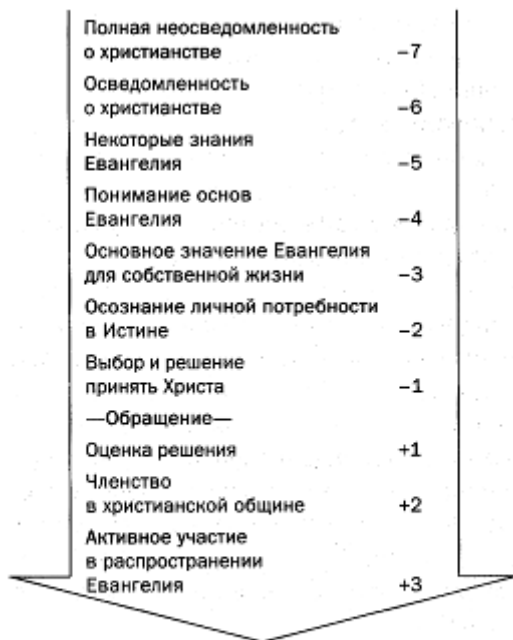 Полная неосведомленность
о христианстве −7
Осведомленность
о христианстве −6
Некоторые знания
Евангелия −5
Понимание основ
Евангелия −4
Основное значение Евангелия
для собственной жизни −3
Осознание личной потребности
в Истине −2
Выбор и решение
принять Христа −1
—Обращение—
Оценка решения +1
Членство
в христианской общине +2
Активное участие
в распространении
Евангелия +3